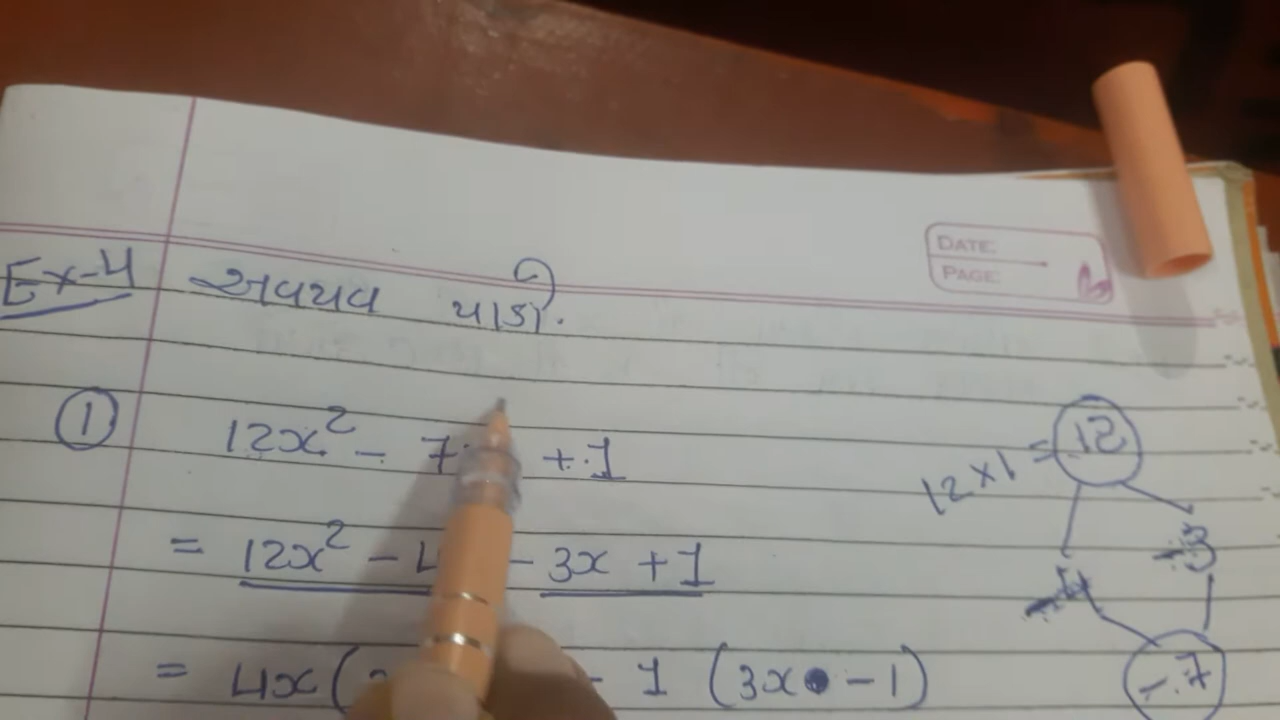 DATE:
PAGE:
Ex-4 અવયવ પાડો.
① 12x² - 7 + 1
12 x 1 = 12
= 12x² - 4 - 3x + 1
-4 -3
= 4x( - 1 (3x - 1)
-7